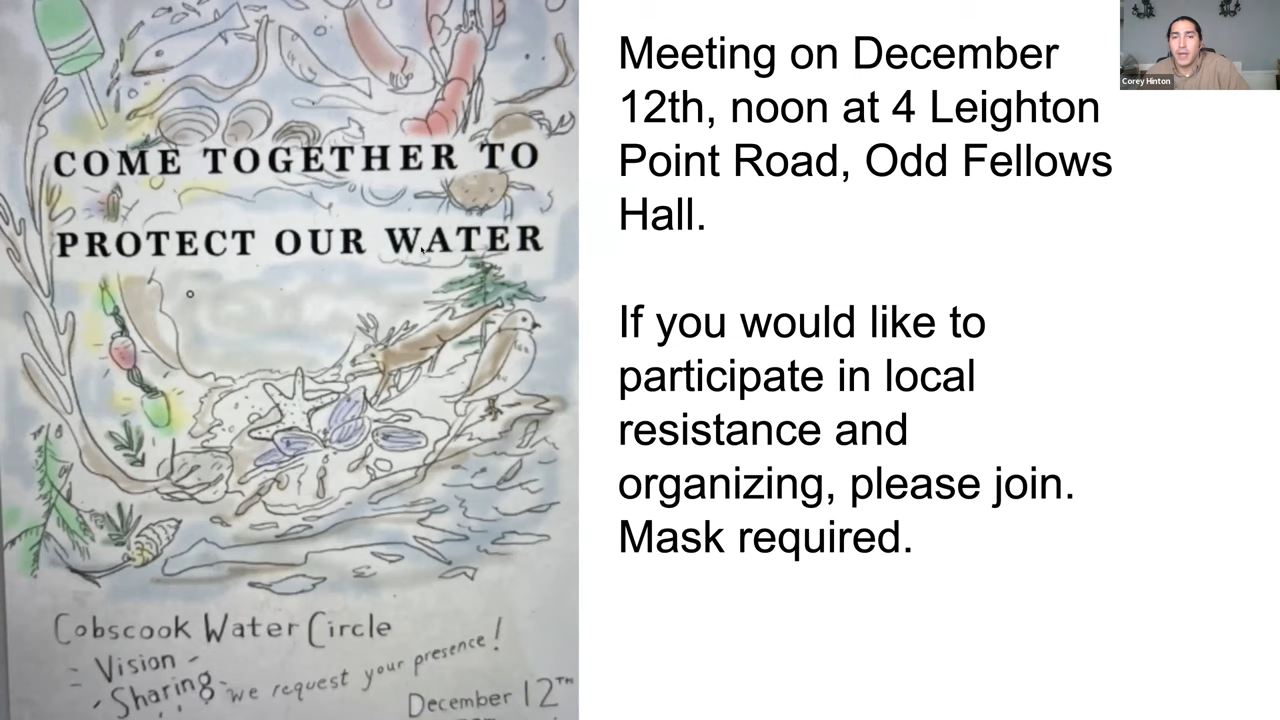 COME TOGETHER TO
PROTECT OUR WATER
Cobscook Water Circle
- Vision -
- Sharing -
we request your presence!
December 12TH
Meeting on December
12th, noon at 4 Leighton
Point Road, Odd Fellows
Hall.
If you would like to
participate in local
resistance and
organizing, please join.
Mask required.
Corey Hinton